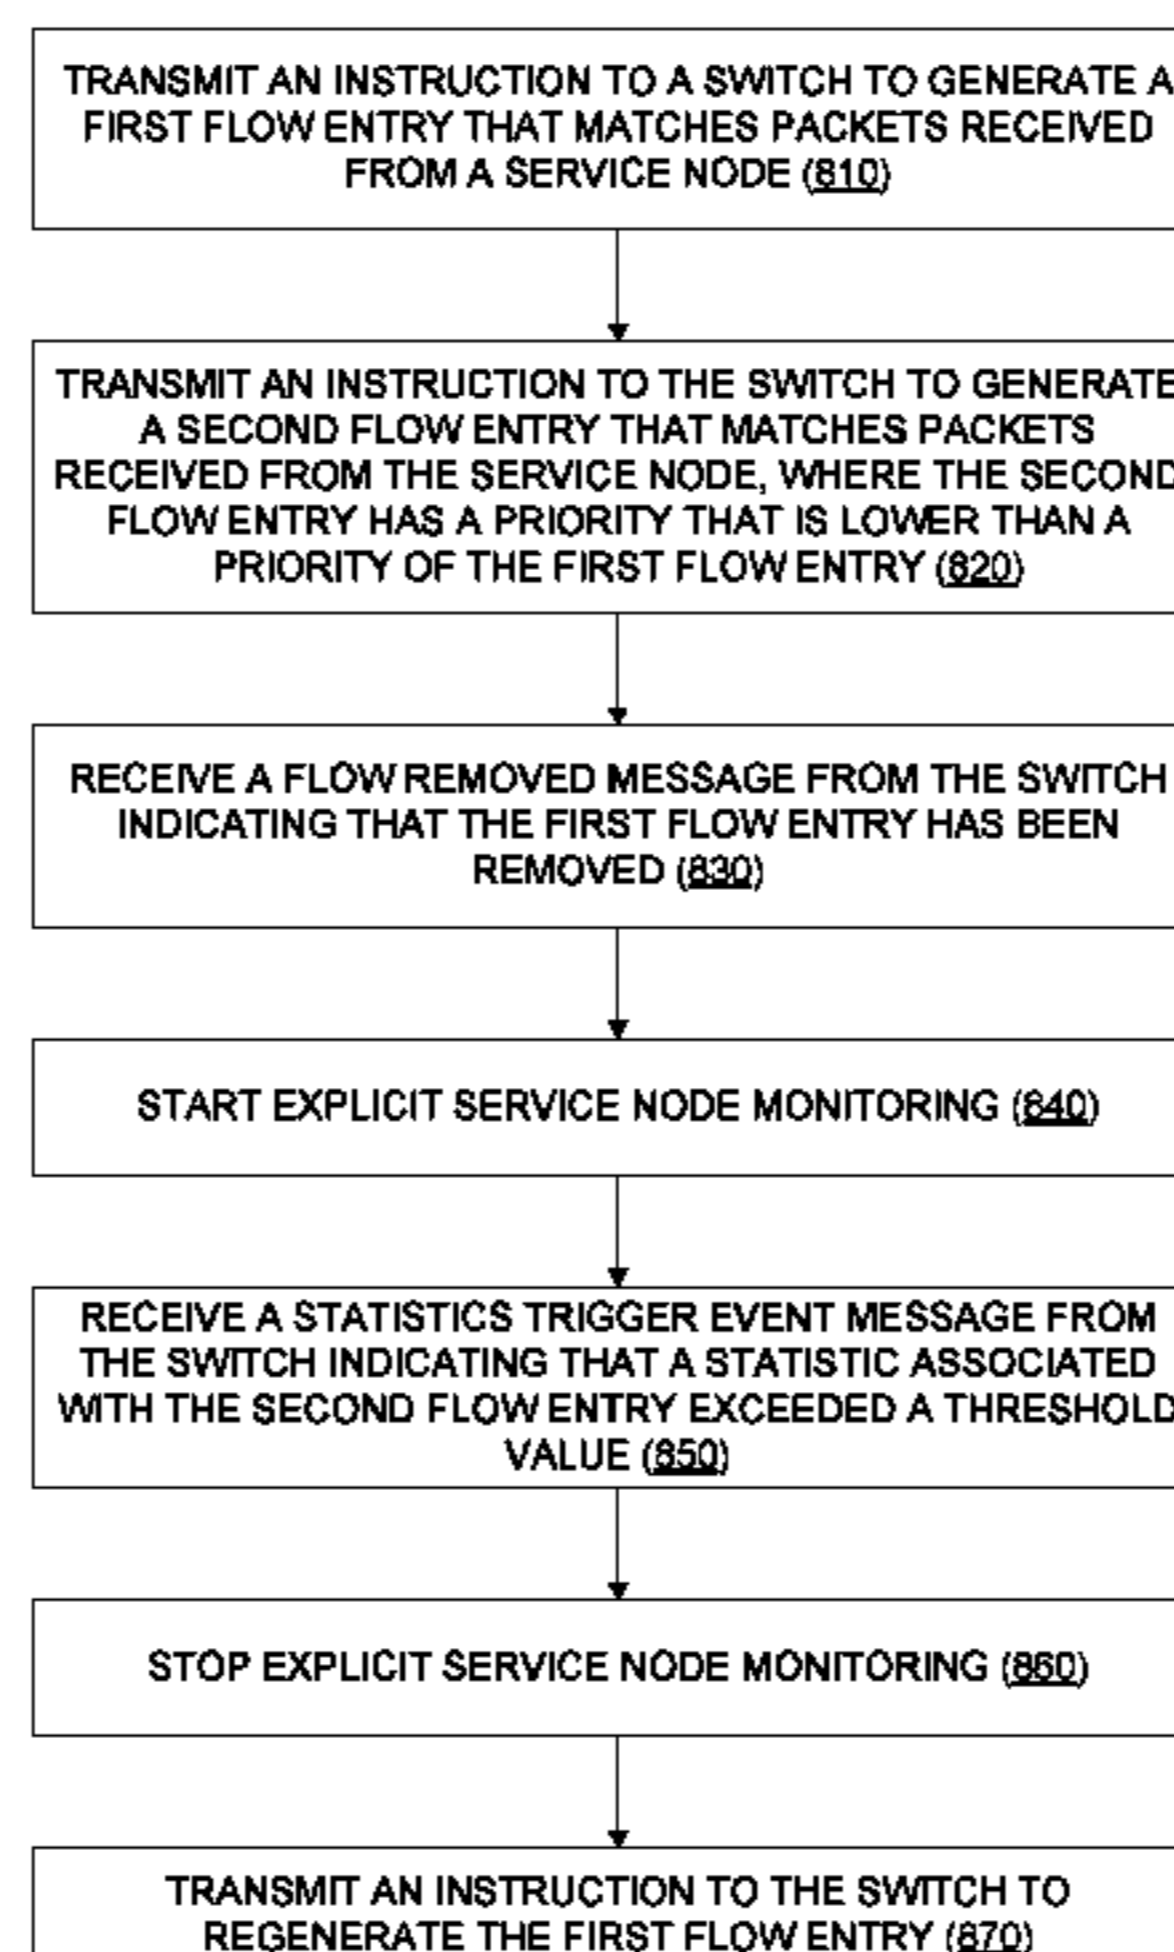 TRANSMIT AN INSTRUCTION TO A SWITCH TO GENERATE A
FIRST FLOW ENTRY THAT MATCHES PACKETS RECEIVED
FROM A SERVICE NODE (810)
TRANSMIT AN INSTRUCTION TO THE SWITCH TO GENERATE
A SECOND FLOW ENTRY THAT MATCHES PACKETS
RECEIVED FROM THE SERVICE NODE, WHERE THE SECOND
FLOW ENTRY HAS A PRIORITY THAT IS LOWER THAN A
PRIORITY OF THE FIRST FLOW ENTRY (820)
RECEIVE A FLOW REMOVED MESSAGE FROM THE SWITCH
INDICATING THAT THE FIRST FLOW ENTRY HAS BEEN
REMOVED (830)
START EXPLICIT SERVICE NODE MONITORING (840)
RECEIVE A STATISTICS TRIGGER EVENT MESSAGE FROM
THE SWITCH INDICATING THAT A STATISTIC ASSOCIATED
WITH THE SECOND FLOW ENTRY EXCEEDED A THRESHOLD
VALUE (850)
STOP EXPLICIT SERVICE NODE MONITORING (860)
TRANSMIT AN INSTRUCTION TO THE SWITCH TO
REGENERATE THE FIRST FLOW ENTRY (870)